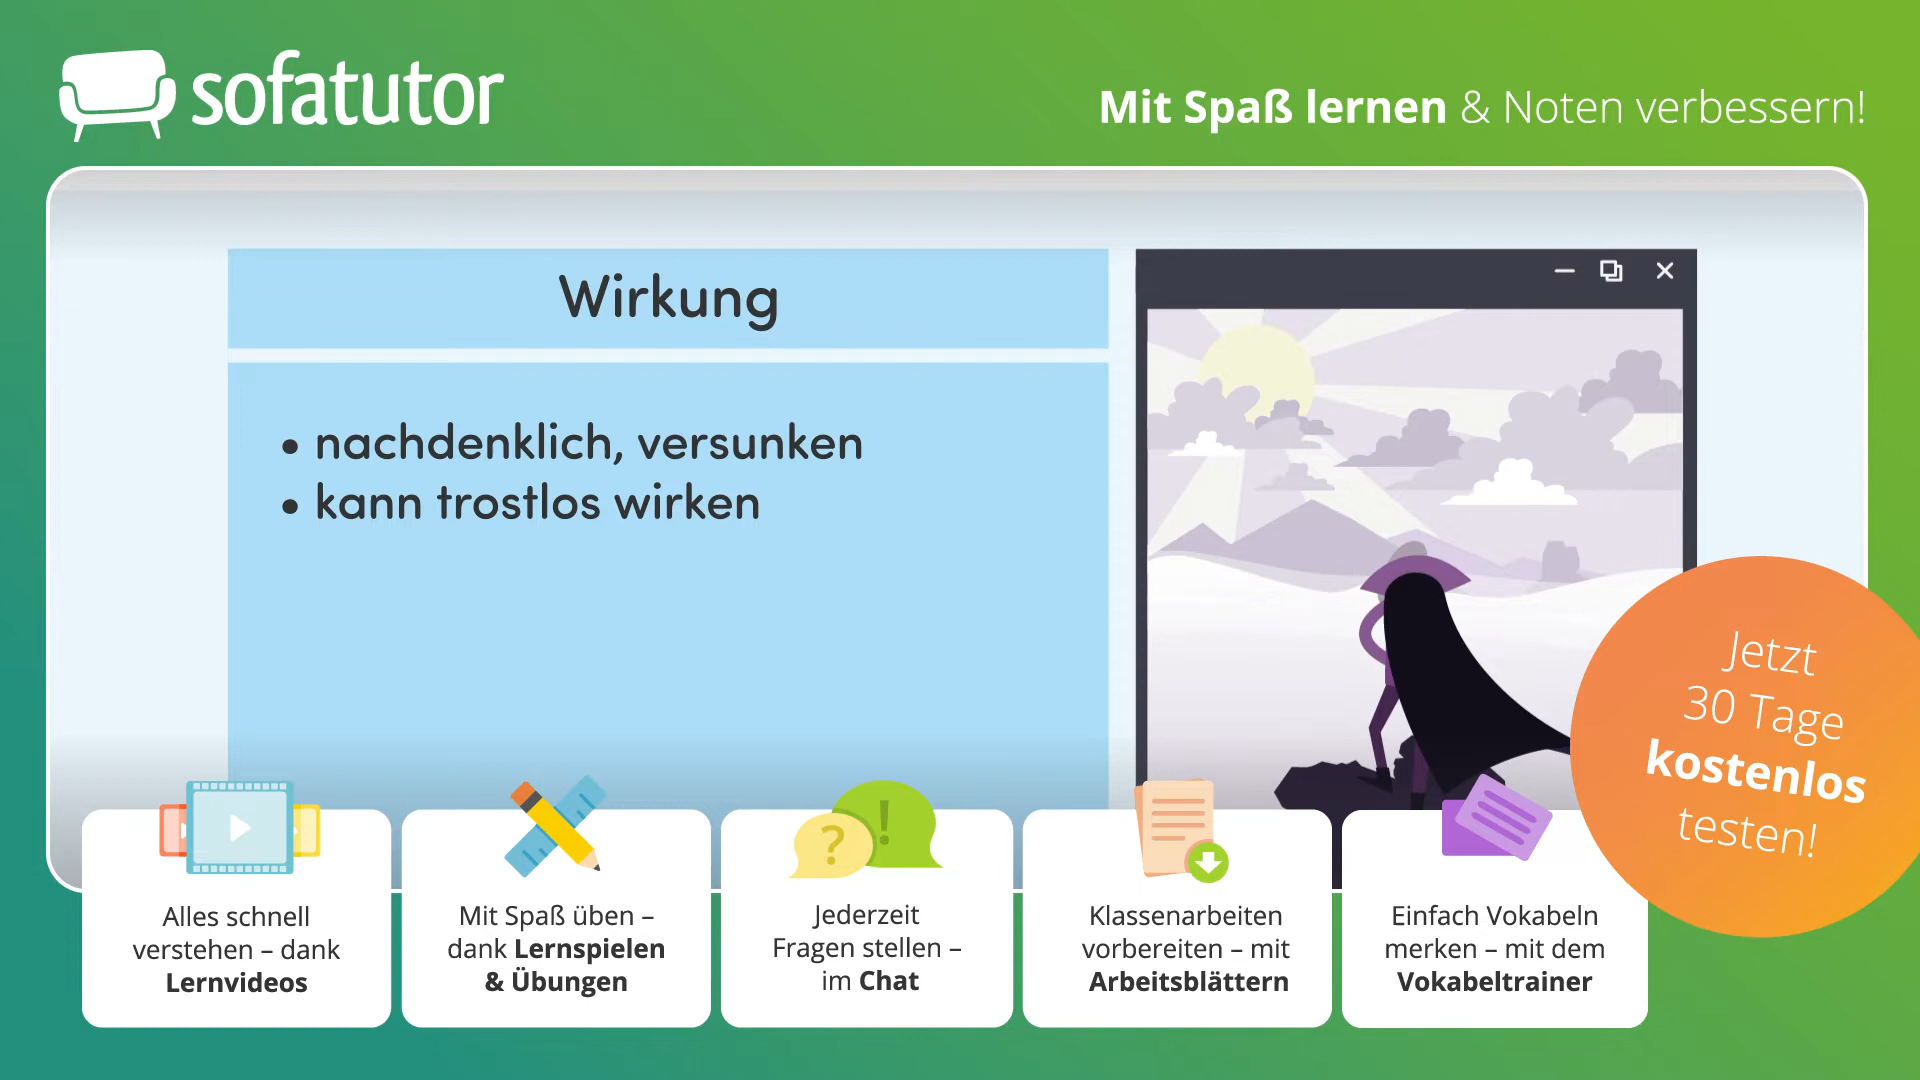 sofatutor
Mit Spaß lernen & Noten verbessern!
Wirkung
• nachdenklich, versunken
• kann trostlos wirken
Jetzt
30 Tage
kostenlos
testen!
?
!
Alles schnell
verstehen – dank
Lernvideos
Mit Spaß üben –
dank Lernspielen
& Übungen
Jederzeit
Fragen stellen –
im Chat
Klassenarbeiten
vorbereiten – mit
Arbeitsblättern
Einfach Vokabeln
merken – mit dem
Vokabeltrainer